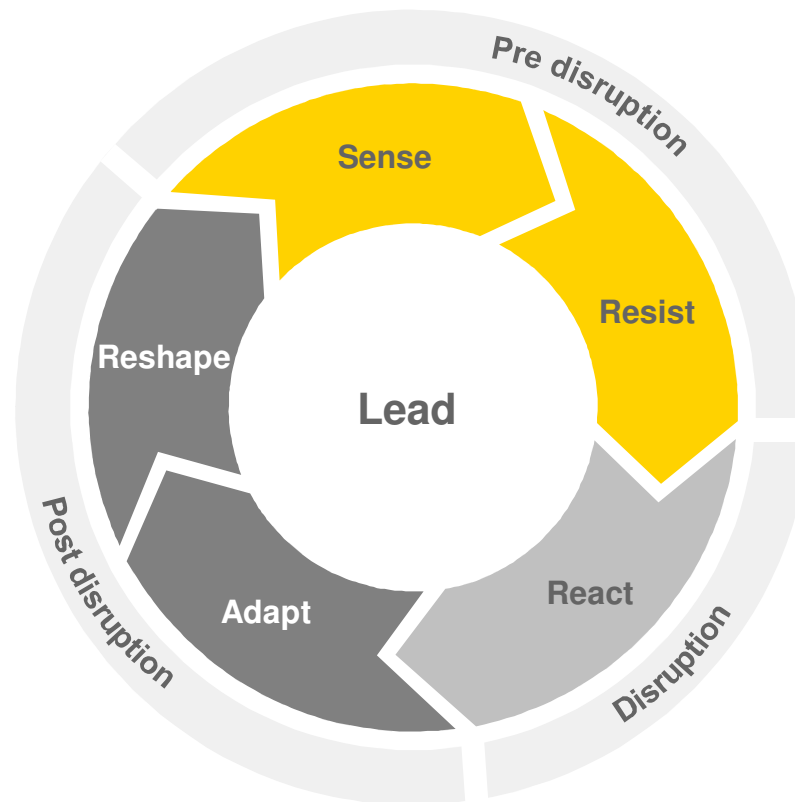 Pre disruption
Sense
Resist
Reshape
Lead
React
Adapt
Disruption
Post disruption